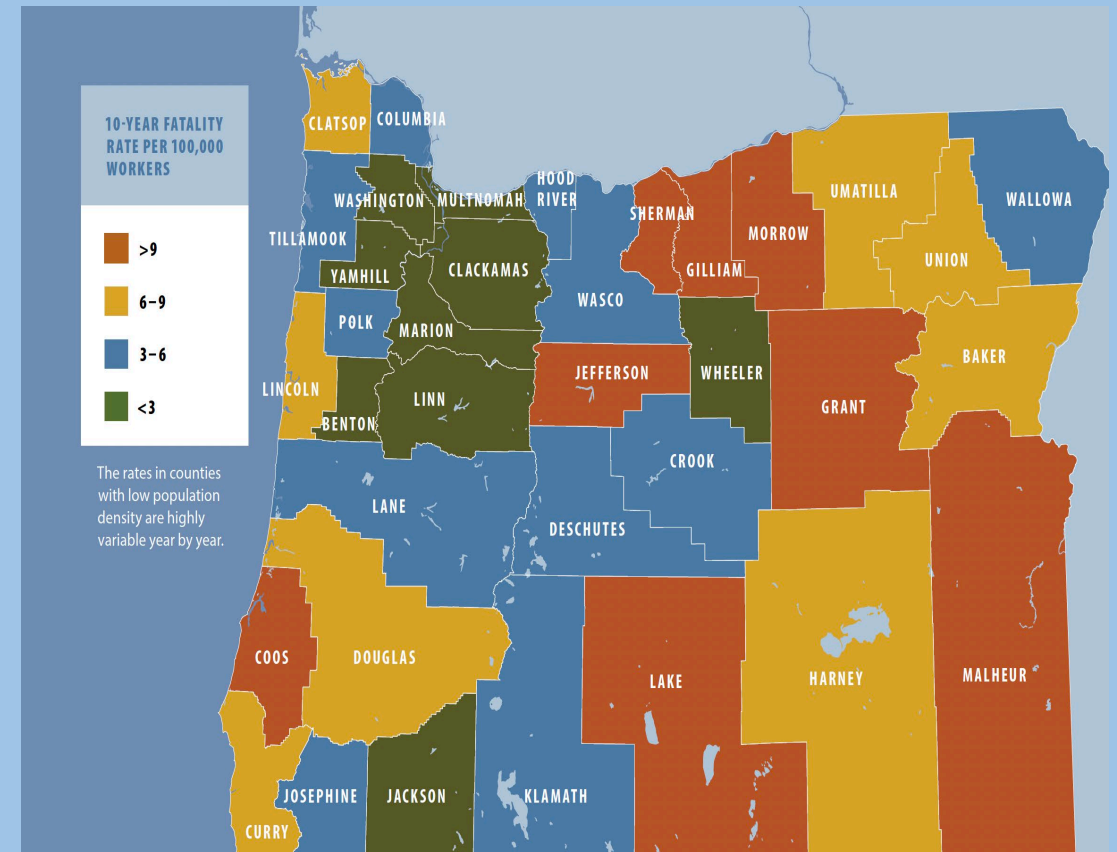 10-YEAR FATALITY
RATE PER 100,000
WORKERS
>9
6–9
3–6
<3
The rates in counties
with low population
density are highly
variable year by year.
CLATSOP
COLUMBIA
WASHINGTON
MULTNOMAH
HOOD
RIVER
TILLAMOOK
YAMHILL
CLACKAMAS
SHERMAN
GILLIAM
MORROW
UMATILLA
WALLOWA
UNION
WASCO
POLK
MARION
LINCOLN
BENTON
LINN
JEFFERSON
WHEELER
GRANT
BAKER
LANE
CROOK
DESCHUTES
COOS
DOUGLAS
LAKE
HARNEY
MALHEUR
CURRY
JOSEPHINE
JACKSON
KLAMATH